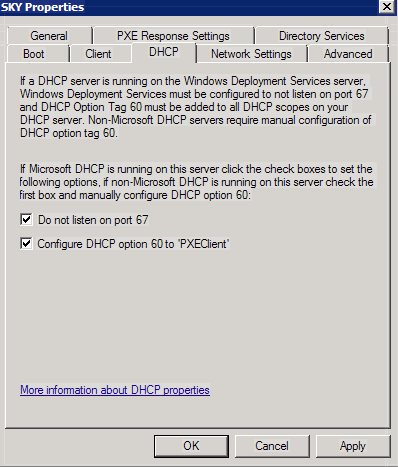 SKY Properties
General PXE Response Settings Directory Services
Boot Client DHCP Network Settings Advanced
If a DHCP server is running on the Windows Deployment Services server,
Windows Deployment Services must be configured to not listen on port 67
and DHCP Option Tag 60 must be added to all DHCP scopes on your
DHCP server. Non-Microsoft DHCP servers require manual configuration of
DHCP option tag 60.
If Microsoft DHCP is running on this server click the check boxes to set the
following options, if non-Microsoft DHCP is running on this server check the
first box and manually configure DHCP option 60:
Do not listen on port 67
Configure DHCP option 60 to 'PXEClient'
More information about DHCP properties
OK Cancel Apply